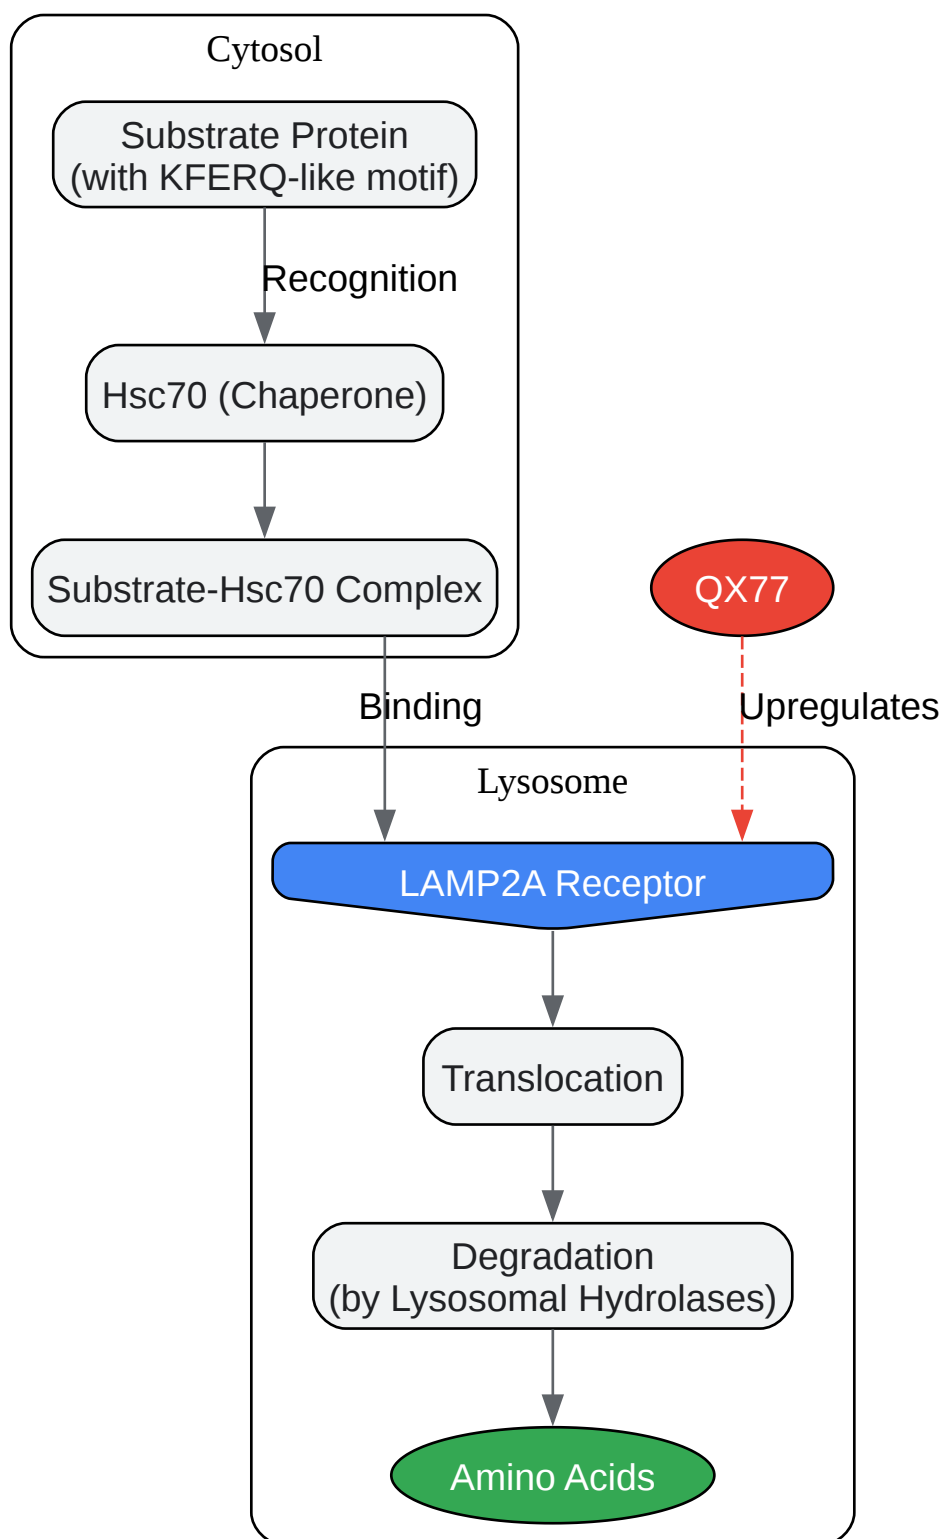 Cytosol
Substrate Protein
(with KFERQ-like motif)
Recognition
Hsc70 (Chaperone)
Substrate-Hsc70 Complex
QX77
Binding
Upregulates
Lysosome
LAMP2A Receptor
Translocation
Degradation
(by Lysosomal Hydrolases)
Amino Acids